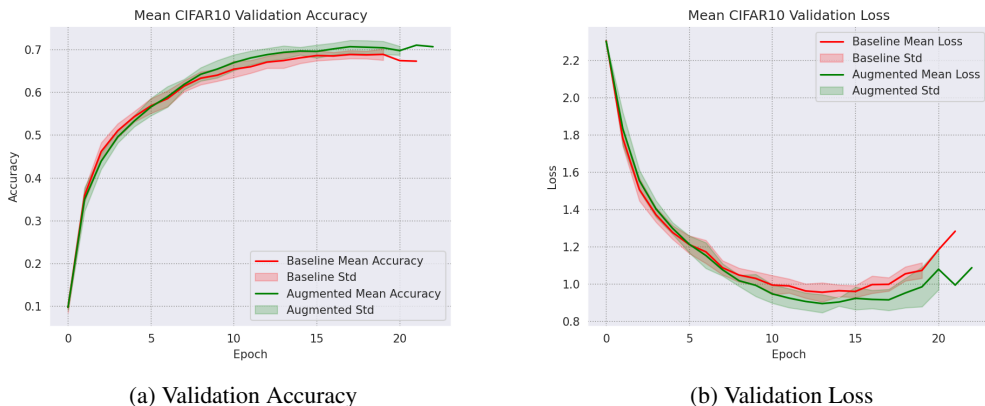 Mean CIFAR10 Validation Accuracy
0.7
0.6
0.5
0.4
0.3
0.2
0.1
Accuracy
Baseline Mean Accuracy
Baseline Std
Augmented Mean Accuracy
Augmented Std
0 5 10 15 20
Epoch
(a) Validation Accuracy
Mean CIFAR10 Validation Loss
2.2
2.0
1.8
1.6
1.4
1.2
1.0
0.8
Loss
Baseline Mean Loss
Baseline Std
Augmented Mean Loss
Augmented Std
0 5 10 15 20
Epoch
(b) Validation Loss